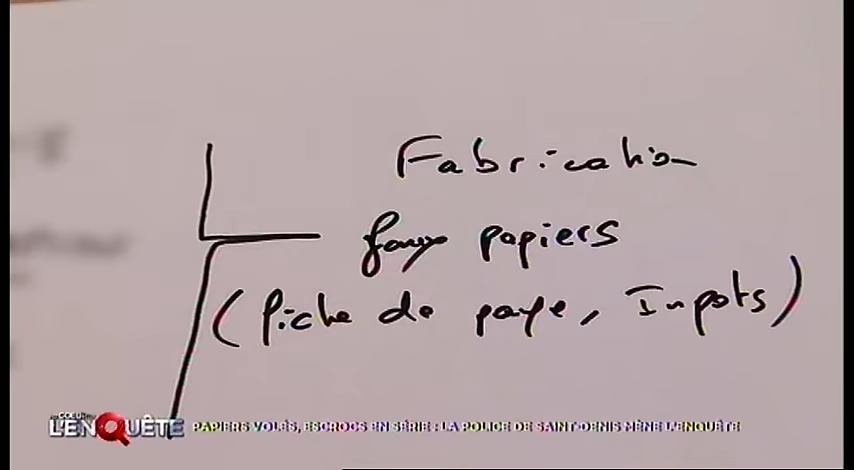 Fabrication
faux papiers
(fiche de paye, Impots)
AU COEUR DE L'ENQUÊTE
PAPIERS VOLÉS, ESCROCS EN SÉRIE : LA POLICE DE SAINT-DENIS MÈNE L'ENQUÊTE